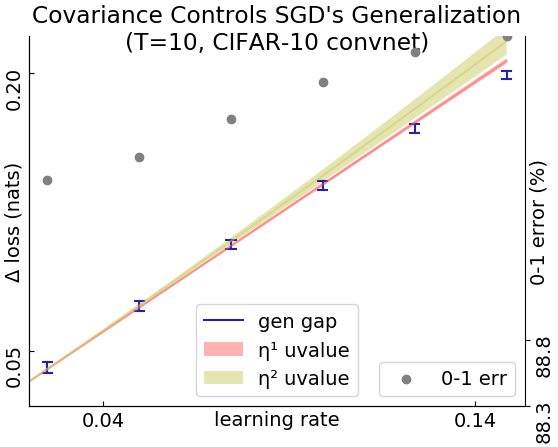 Covariance Controls SGD's Generalization
(T=10, CIFAR-10 convnet)
0.20
Δ loss (nats)
0.05
0-1 error (%)
88.8
88.3
gen gap
η¹ uvalue
η² uvalue
0-1 err
0.04
learning rate
0.14